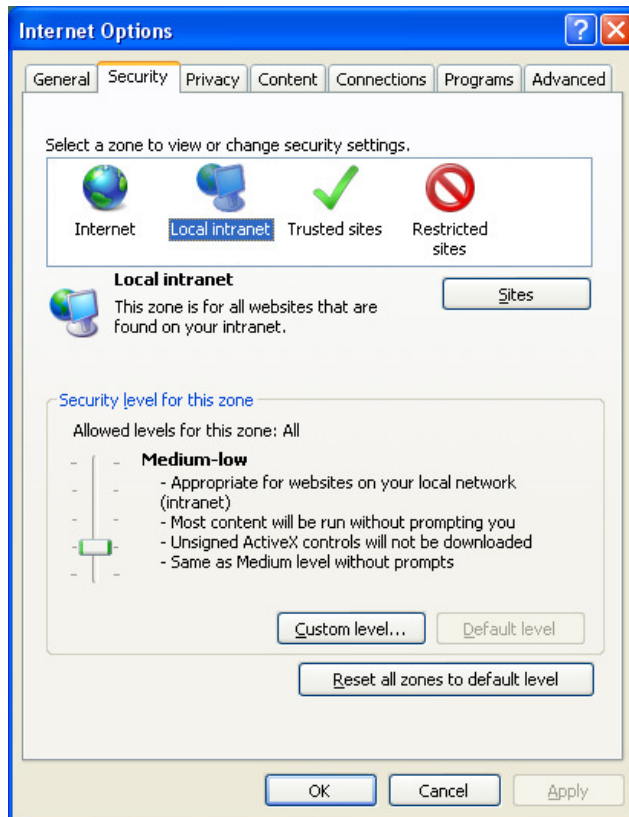 Internet Options
General Security Privacy Content Connections Programs Advanced
Select a zone to view or change security settings.
Internet Local intranet Trusted sites Restricted
sites
Local intranet
This zone is for all websites that are
found on your intranet.
Sites
Security level for this zone
Allowed levels for this zone: All
Medium-low
- Appropriate for websites on your local network
(intranet)
- Most content will be run without prompting you
- Unsigned ActiveX controls will not be downloaded
- Same as Medium level without prompts
Custom level... Default level
Reset all zones to default level
OK Cancel Apply